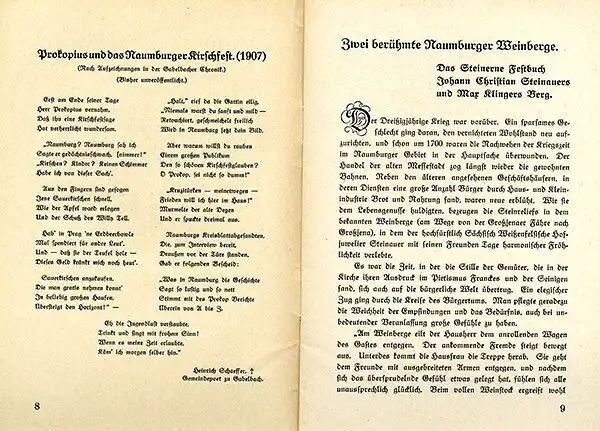 Prokopius und das Naumburger Kirschfest. (1907)
(Nach Aufzeichnungen in der Gabelbacher Chronik.)
(Bisher unveröffentlicht.)
Erst am Ende seiner Tage
Herr Prokopius vernahm,
Daß ihn eine Kirschfestsage
Hat verherrlicht wundersam.
„Naumburg? Naumburg sah ich
Sagte er gedächtnisschwach. [nimmer!"
„Kirschen? Kinder? Keinen Schimmer
Habe ich von dieser Sach'.
Aus den Fingern sind gesogen
Jene Sauerkirschen schnell,
Wie der Apfel ward erlogen
Und der Schuß des Wilh. Tell.
Hab' in Prag 'ne Erdbeerbowle
Mal spendiert für andre Leut',
Und — daß sie der Teufel hole —
Dieses Geld kränkt mich noch heut'.
Sauerkirschen anzukaufen,
Die man gratis nehmen konnt'
In beliebig großen Haufen,
Übersteigt den Horizont!" —
„Halt," rief da die Gattin eilig,
„Niemals warst du sanft und mild —
Retouchiert, geschmeichelt freilich
Wird in Naumburg jetzt dein Bild.
Aber warum willst du rauben
Einem großen Publikum
Den so schönen Kirschfestglauben?
O Prokop, sei nicht so dumm!"
„Kruzitürken — meinetwegen —
Frieden will ich hier im Haus!"
Murmelte der alte Degen
Und er spuckte dreimal aus.
Naumburgs Kreisblattabgesandten,
Die, zum Interview bereit,
Draußen vor der Türe standen,
Gab er folgenden Bescheid:
„Was in Naumburg die Geschichte
Sagt so lustig und so nett
Stimmt mit des Prokop Berichte
Überein von A bis Z.
Eh die Jugendkraft verstaubte,
Trinkt und singt mit frohem Sinn!
Wenn es meine Zeit erlaubte,
Käm' ich morgen selber hin."
Heinrich Schaeffer, †
Gemeindepoet zu Gabelbach.
8
Zwei berühmte Naumburger Weinberge.
Das Steinerne Festbuch
Johann Christian Steinauers
und Max Klingers Berg.
Der Dreißigjährige Krieg war vorüber. Ein sparsames Ge-
schlecht ging daran, den vernichteten Wohlstand neu auf-
zurichten, und schon um 1700 waren die Nachwehen der Kriegszeit
im Naumburger Gebiet in der Hauptsache überwunden. Der
Handel der alten Messestadt zog längst wieder die gewohnten
Bahnen. Neben den älteren angesehenen Geschäftshäusern, in
deren Diensten eine große Anzahl Bürger durch Haus- und Klein-
industrie Brot und Nahrung fand, waren neue erblüht. Wie sie
dem Lebensgenusse huldigten, bezeugen die Steinreliefs in dem
bekannten Weinberge (am Wege von der Großjenaer Fähre nach
Großjena), in dem der hochfürstlich Sächsisch Weißenfelsische Hof-
juwelier Steinauer mit seinen Freunden Tage harmonischer Fröh-
lichkeit verlebte.
Es war die Zeit, in der die Stille der Gemüter, die in der
Kirche ihren Ausdruck im Pietismus Franckes und der Seinigen
fand, sich auch auf die bürgerliche Welt übertrug. Ein elegischer
Zug ging durch die Kreise des Bürgertums. Man pflegte geradezu
die Weichheit der Empfindungen und das Bedürfnis, auch bei un-
bedeutender Veranlassung große Gefühle zu haben.
„Am Weinberge eilt der Hausherr dem anrollenden Wagen
des Gastes entgegen. Der ankommende Fremde steigt bewegt
aus. Unterdes kommt die Hausfrau die Treppe herab. Sie geht
dem Freunde mit ausgebreiteten Armen entgegen, und nachdem
sich das übersprudelnde Gefühl etwas gelegt hat, fühlen sich alle
unaussprechlich glücklich. Beim vollen Weinstock ergreift wohl
9